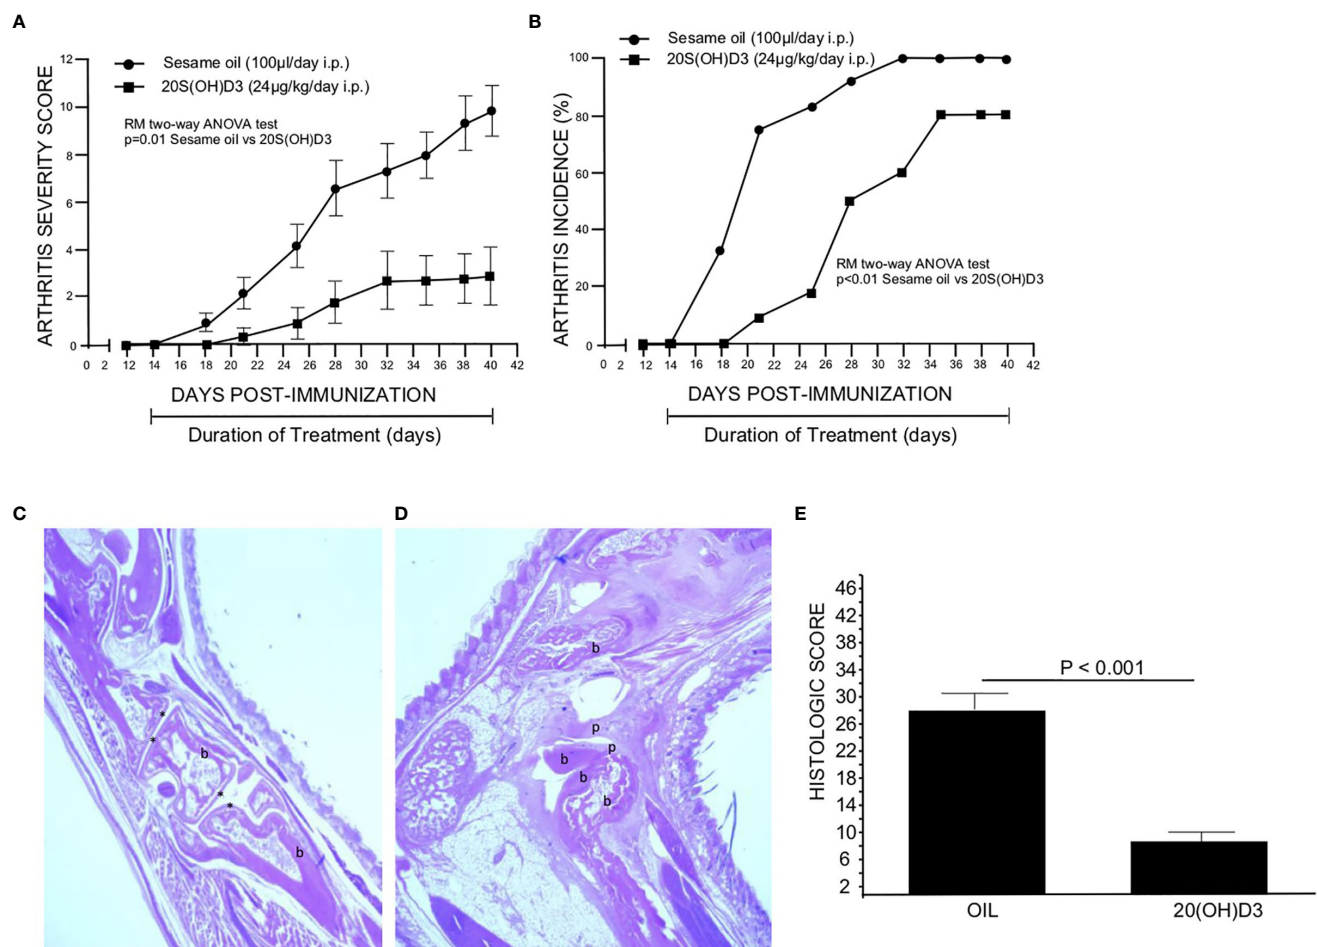 A
Sesame oil (100µl/day i.p.)
20S(OH)D3 (24µg/kg/day i.p.)
RM two-way ANOVA test
p=0.01 Sesame oil vs 20S(OH)D3
ARTHRITIS SEVERITY SCORE
12
10
8
6
4
2
0
0 2 12 14 16 18 20 22 24 26 28 30 32 34 36 38 40 42
DAYS POST-IMMUNIZATION
Duration of Treatment (days)
B
Sesame oil (100µl/day i.p.)
20S(OH)D3 (24µg/kg/day i.p.)
ARTHRITIS INCIDENCE (%)
100
80
60
40
20
0
RM two-way ANOVA test
p<0.01 Sesame oil vs 20S(OH)D3
0 2 12 14 16 18 20 22 24 26 28 30 32 34 36 38 40 42
DAYS POST-IMMUNIZATION
Duration of Treatment (days)
C
*
*
b
*
*
b
D
b
p
p
b
b
b
E
HISTOLOGIC SCORE
46
42
38
34
30
26
22
18
14
10
6
2
P < 0.001
OIL
20(OH)D3